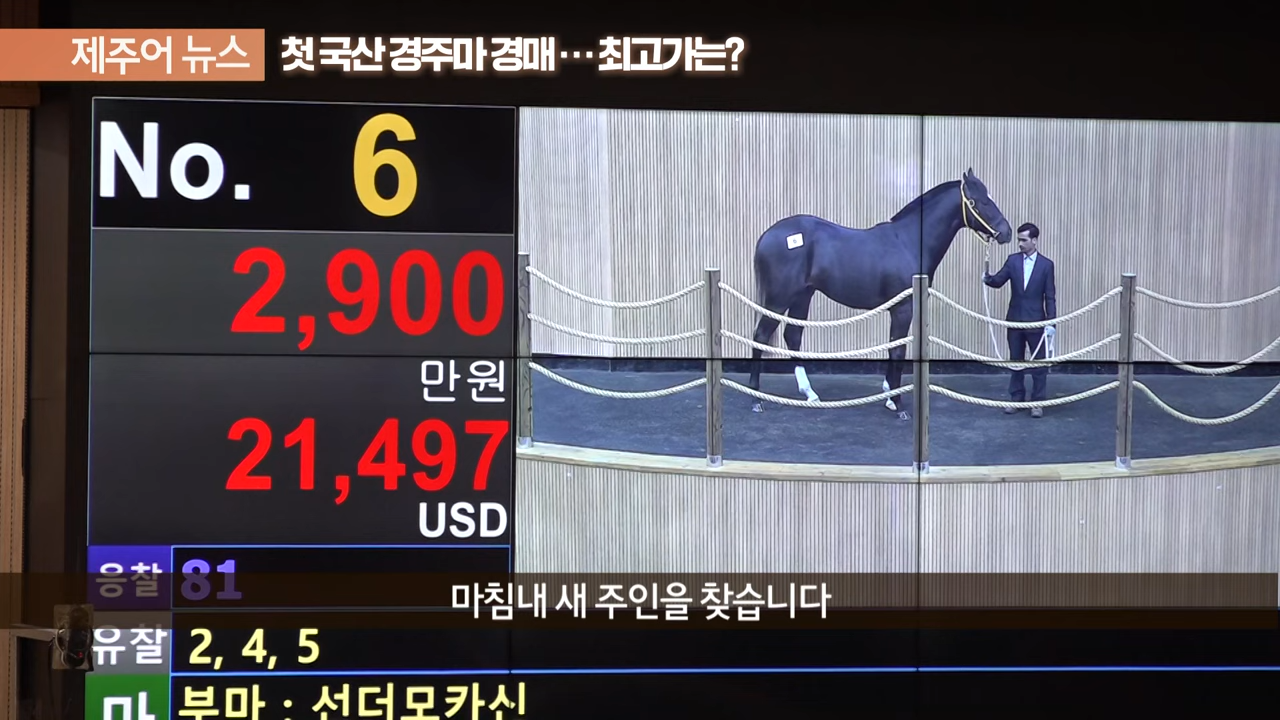 제주어 뉴스 첫 국산 경주마 경매… 최고가는?
No. 6
2,900
만원
21,497
USD
응찰 81
마침내 새 주인을 찾습니다
유찰 2, 4, 5
마 부마 : 선더모카신